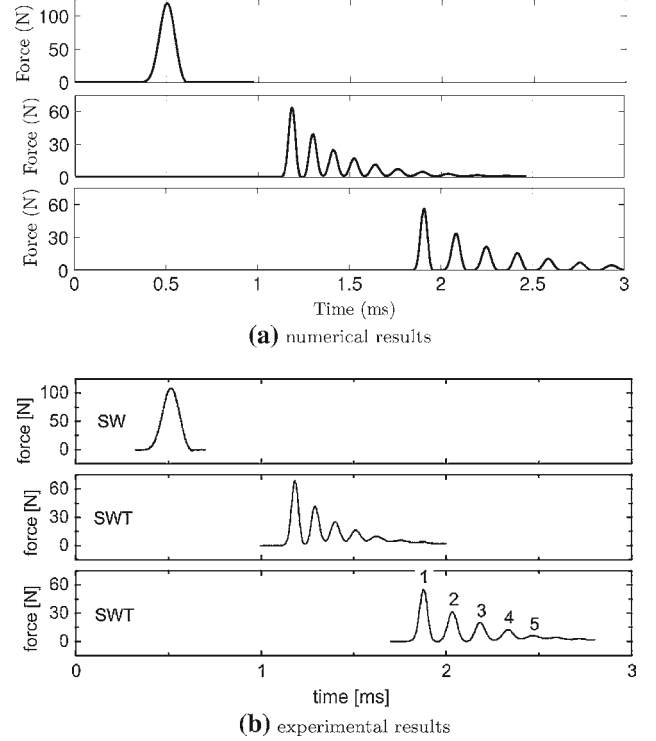 Force (N)
100
50
0
Force (N)
60
30
0
Force (N)
60
30
0
0 0.5 1 1.5 2 2.5 3
Time (ms)
(a) numerical results
force [N]
100
50
0
SW
force [N]
60
30
0
SWT
force [N]
60
30
0
SWT
1 2 3 4 5
0 1 2 3
time [ms]
(b) experimental results